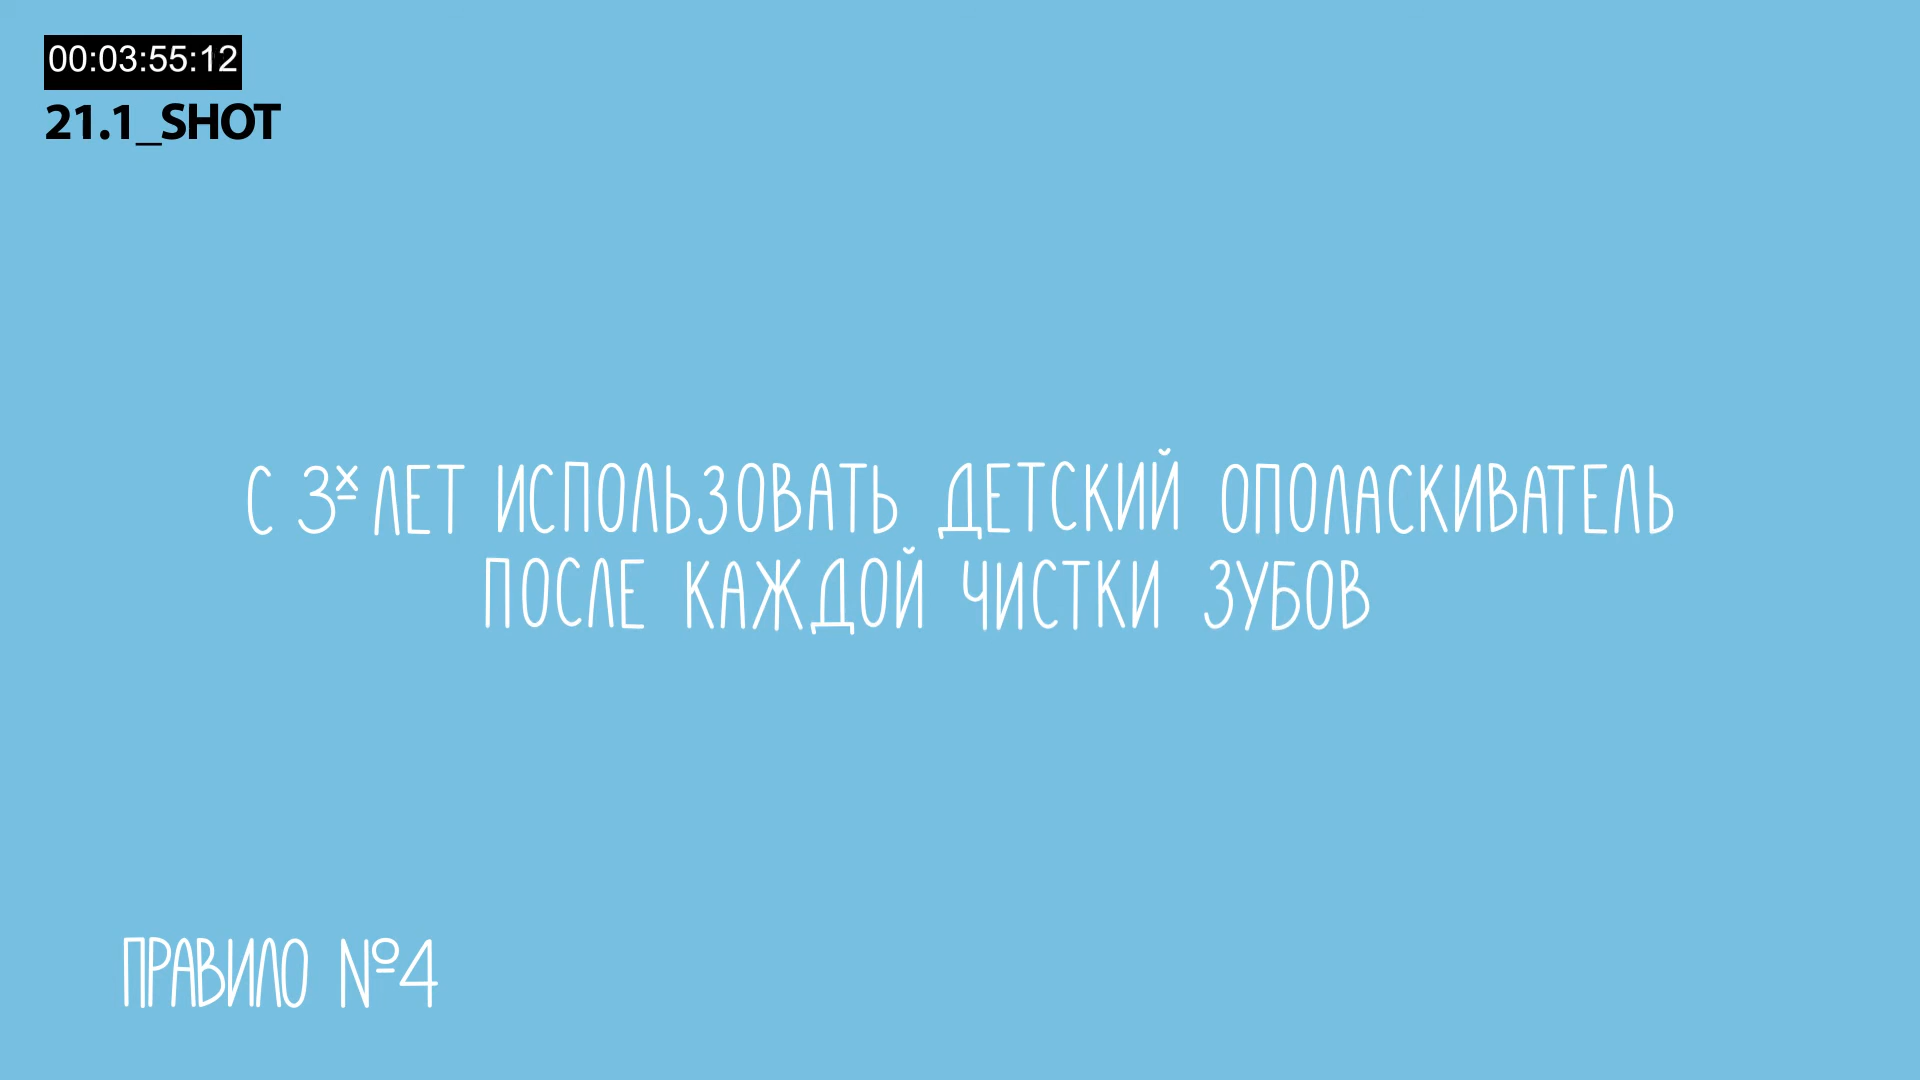 00:03:55:12
21.1_SHOT
С 3х ЛЕТ ИСПОЛЬЗОВАТЬ ДЕТСКИЙ ОПОЛАСКИВАТЕЛЬ
ПОСЛЕ КАЖДОЙ ЧИСТКИ ЗУБОВ
ПРАВИЛО №4